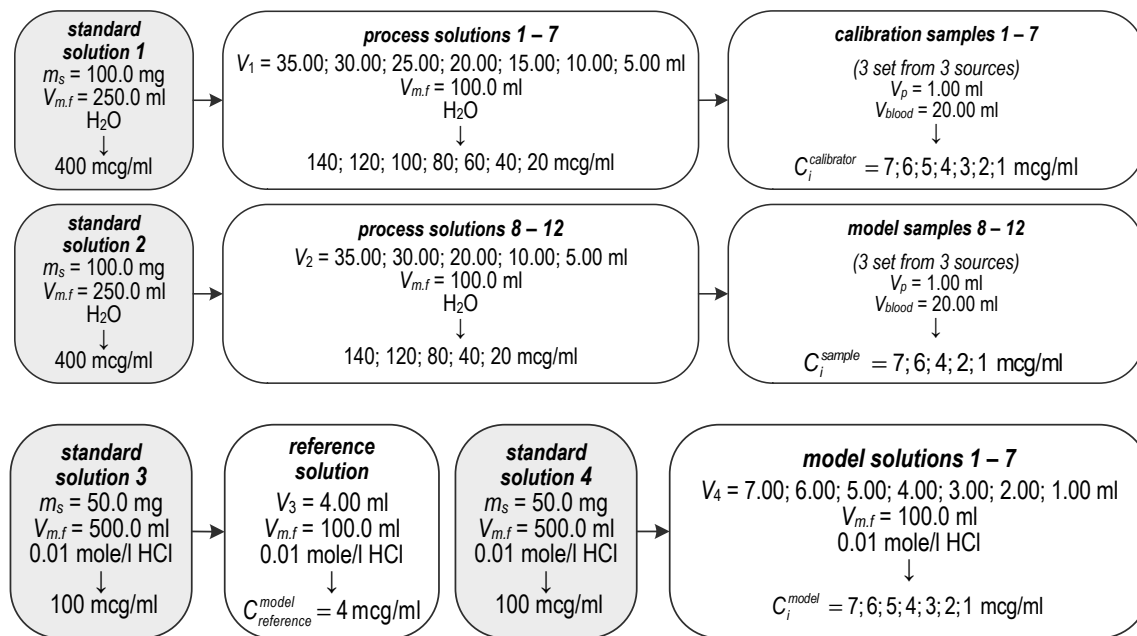 standard
solution 1
mₛ = 100.0 mg
V_m.f = 250.0 ml
H₂O
↓
400 mcg/ml
process solutions 1 – 7
V₁ = 35.00; 30.00; 25.00; 20.00; 15.00; 10.00; 5.00 ml
V_m.f = 100.0 ml
H₂O
↓
140; 120; 100; 80; 60; 40; 20 mcg/ml
calibration samples 1 – 7
(3 set from 3 sources)
V_p = 1.00 ml
V_blood = 20.00 ml
↓
C_i^calibrator = 7; 6; 5; 4; 3; 2; 1 mcg/ml
standard
solution 2
mₛ = 100.0 mg
V_m.f = 250.0 ml
H₂O
↓
400 mcg/ml
process solutions 8 – 12
V₂ = 35.00; 30.00; 20.00; 10.00; 5.00 ml
V_m.f = 100.0 ml
H₂O
↓
140; 120; 80; 40; 20 mcg/ml
model samples 8 – 12
(3 set from 3 sources)
V_p = 1.00 ml
V_blood = 20.00 ml
↓
C_i^sample = 7; 6; 4; 2; 1 mcg/ml
standard
solution 3
mₛ = 50.0 mg
V_m.f = 500.0 ml
0.01 mole/l HCl
↓
100 mcg/ml
reference
solution
V₃ = 4.00 ml
V_m.f = 100.0 ml
0.01 mole/l HCl
↓
C_reference^model = 4 mcg/ml
standard
solution 4
mₛ = 50.0 mg
V_m.f = 500.0 ml
0.01 mole/l HCl
↓
100 mcg/ml
model solutions 1 – 7
V₄ = 7.00; 6.00; 5.00; 4.00; 3.00; 2.00; 1.00 ml
V_m.f = 100.0 ml
0.01 mole/l HCl
↓
C_i^model = 7; 6; 5; 4; 3; 2; 1 mcg/ml